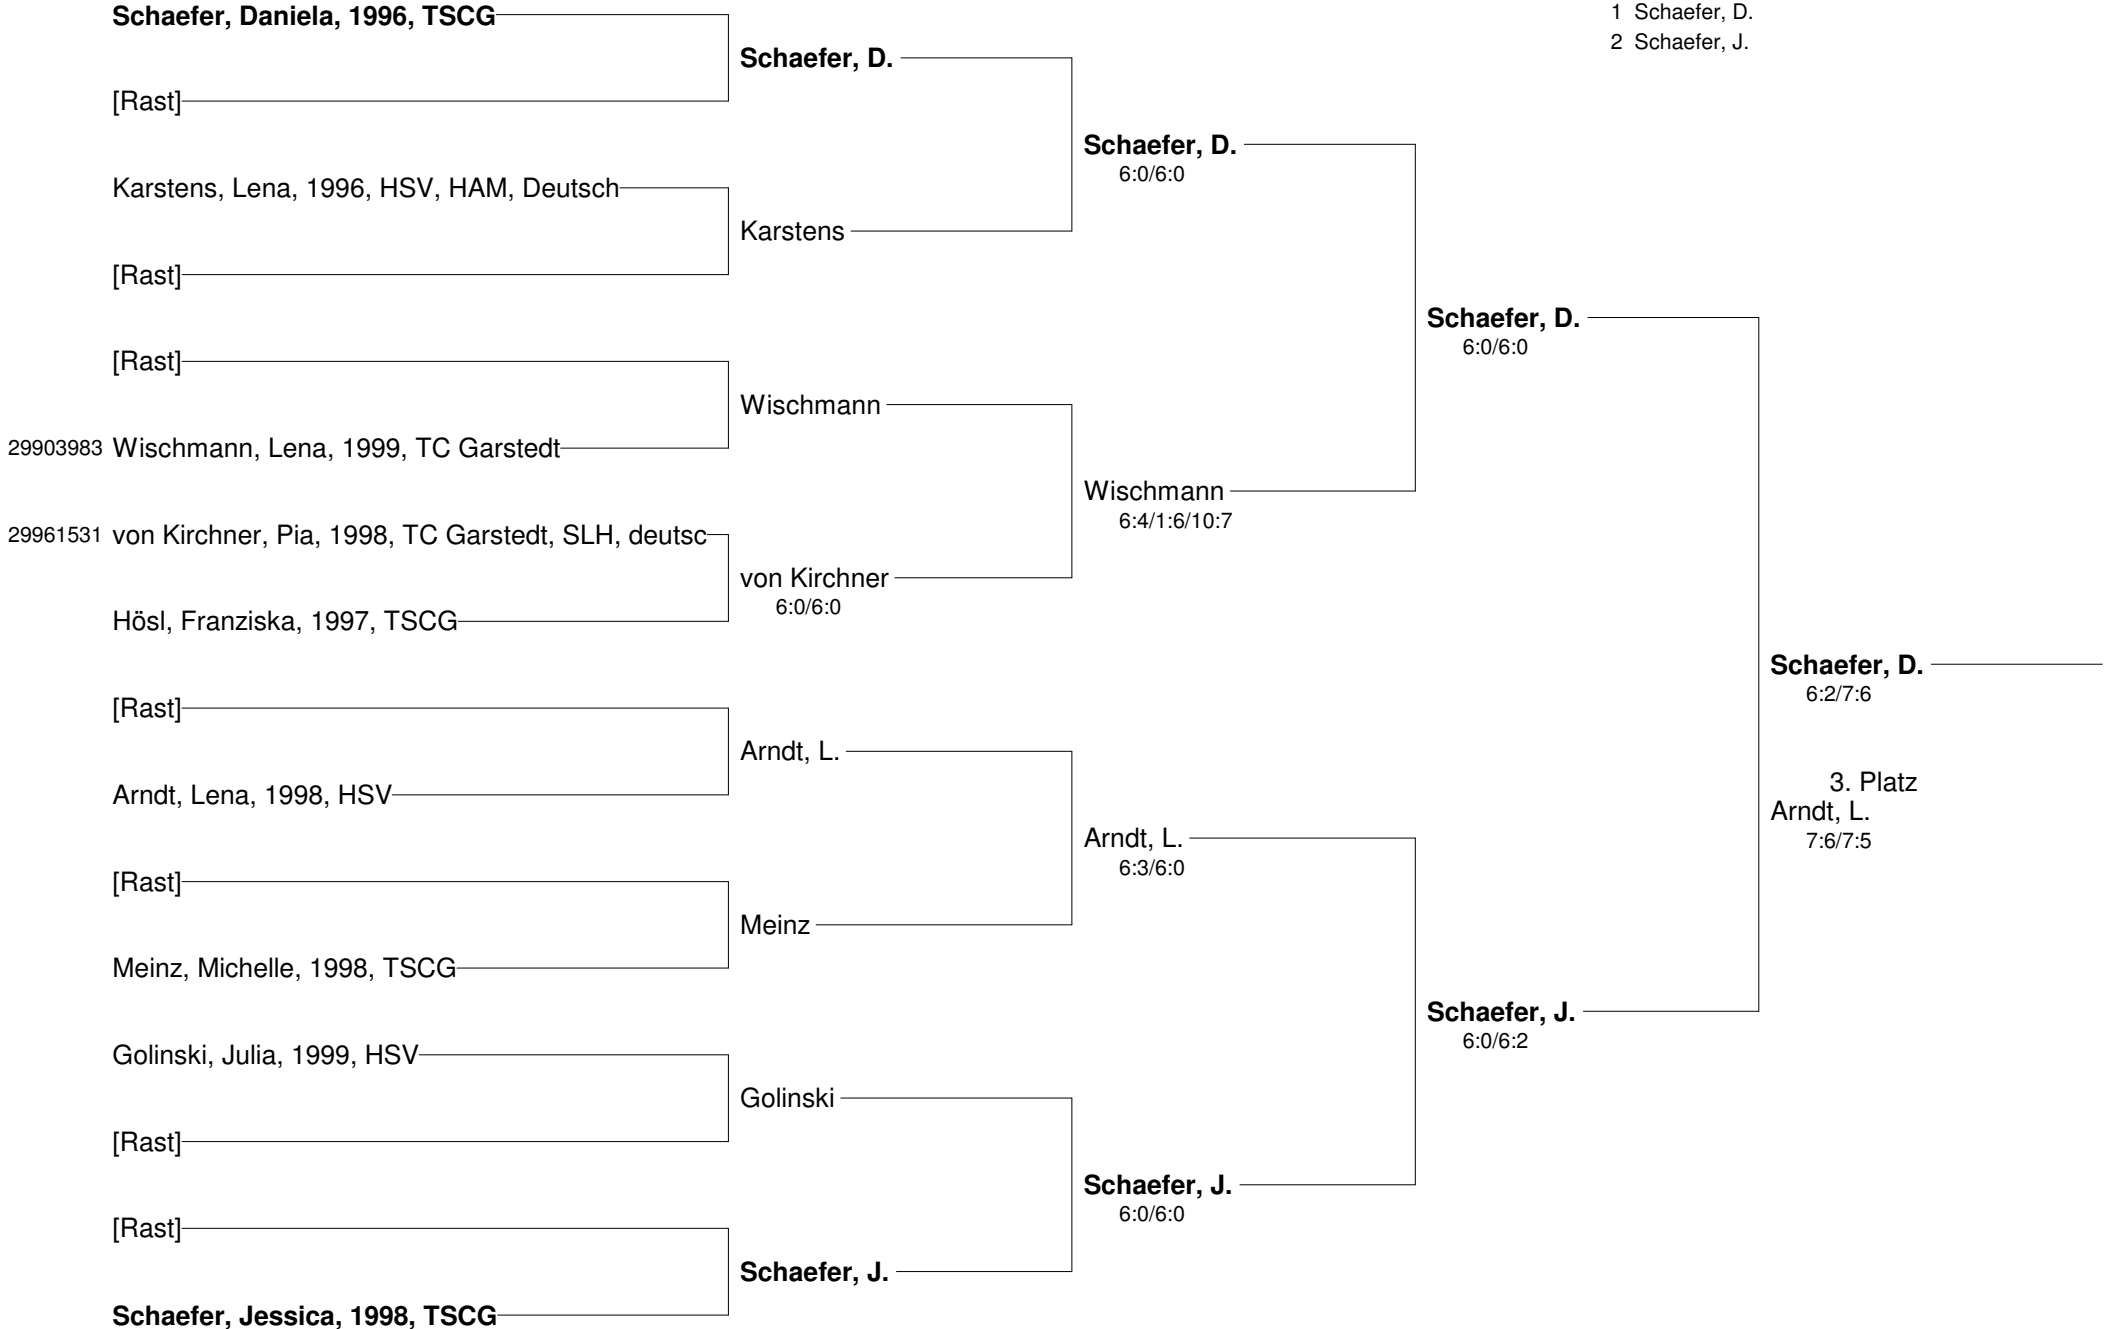 Schaefer, Daniela, 1996, TSCG
[Rast]
Karstens, Lena, 1996, HSV, HAM, Deutsch
[Rast]
[Rast]
29903983 Wischmann, Lena, 1999, TC Garstedt
29961531 von Kirchner, Pia, 1998, TC Garstedt, SLH, deutsc
Hösl, Franziska, 1997, TSCG
[Rast]
Arndt, Lena, 1998, HSV
[Rast]
Meinz, Michelle, 1998, TSCG
Golinski, Julia, 1999, HSV
[Rast]
[Rast]
Schaefer, Jessica, 1998, TSCG
Schaefer, D.
Karstens
Wischmann
von Kirchner
6:0/6:0
Arndt, L.
Meinz
Golinski
Schaefer, J.
Schaefer, D.
6:0/6:0
Wischmann
6:4/1:6/10:7
Arndt, L.
6:3/6:0
Schaefer, J.
6:0/6:0
Schaefer, D.
6:0/6:0
Schaefer, J.
6:0/6:2
Schaefer, D.
6:2/7:6
3. Platz
Arndt, L.
7:6/7:5
1 Schaefer, D.
2 Schaefer, J.